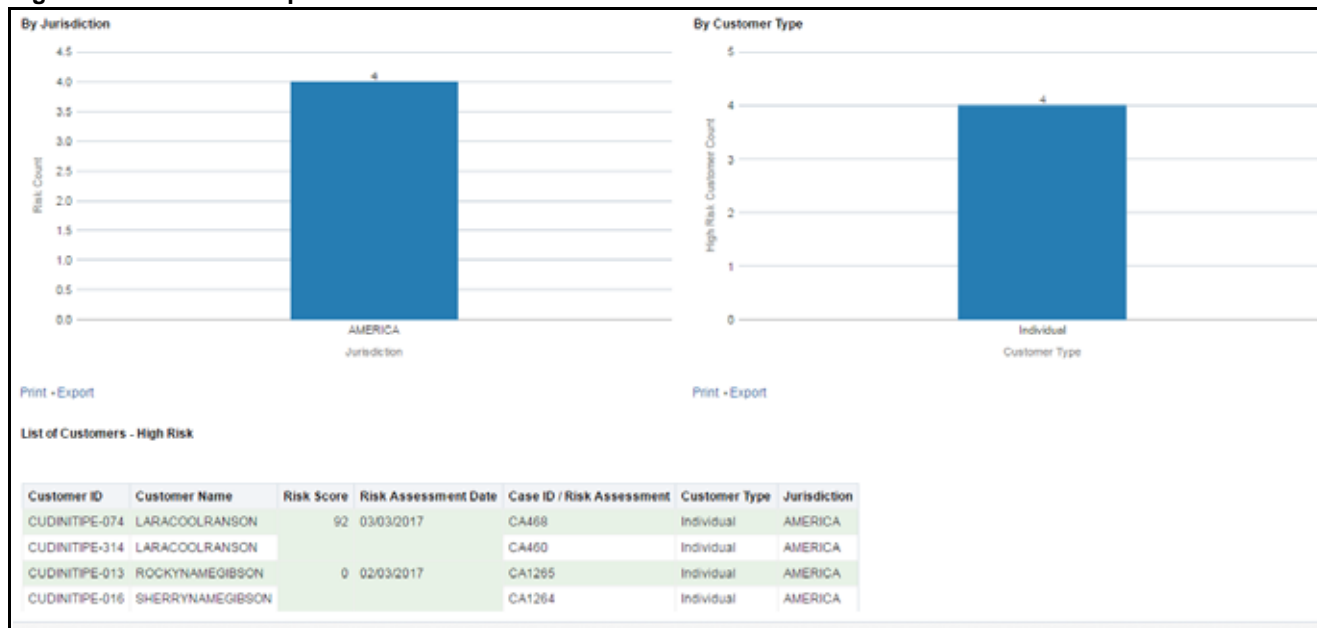 By Jurisdiction
4.5
4.0
3.5
3.0
2.5
2.0
1.5
1.0
0.5
0.0
Risk Count
4
AMERICA
Jurisdiction
Print - Export
By Customer Type
5
4
3
2
1
0
High Risk Customer Count
4
Individual
Customer Type
Print - Export
List of Customers - High Risk
Customer ID Customer Name Risk Score Risk Assessment Date Case ID / Risk Assessment Customer Type Jurisdiction
CUDINITIPE-074 LARACOOLRANSON 92 03/03/2017 CA468 Individual AMERICA
CUDINITIPE-314 LARACOOLRANSON CA460 Individual AMERICA
CUDINITIPE-013 ROCKYNAMEGIBSON 0 02/03/2017 CA1265 Individual AMERICA
CUDINITIPE-016 SHERRYNAMEGIBSON CA1264 Individual AMERICA